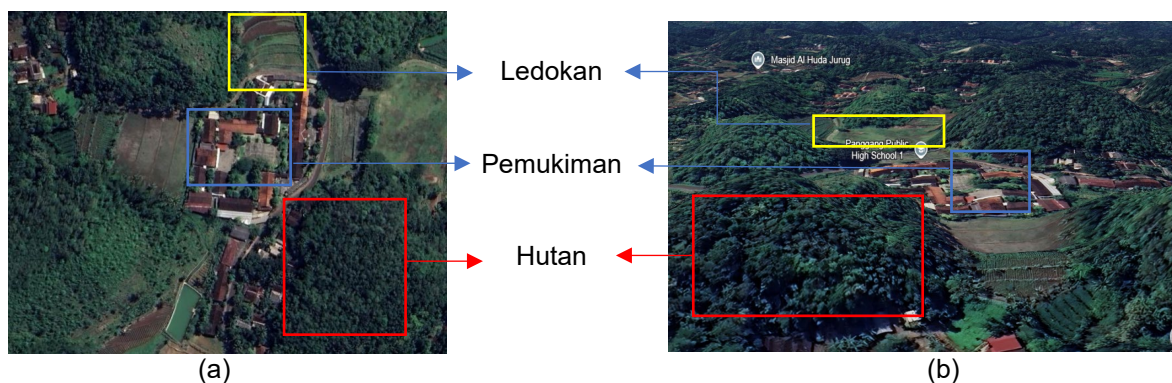 Ledokan
Pemukiman
Hutan
Masjid Al Huda Jurug
Panggang Public
High School 1
(a)
(b)